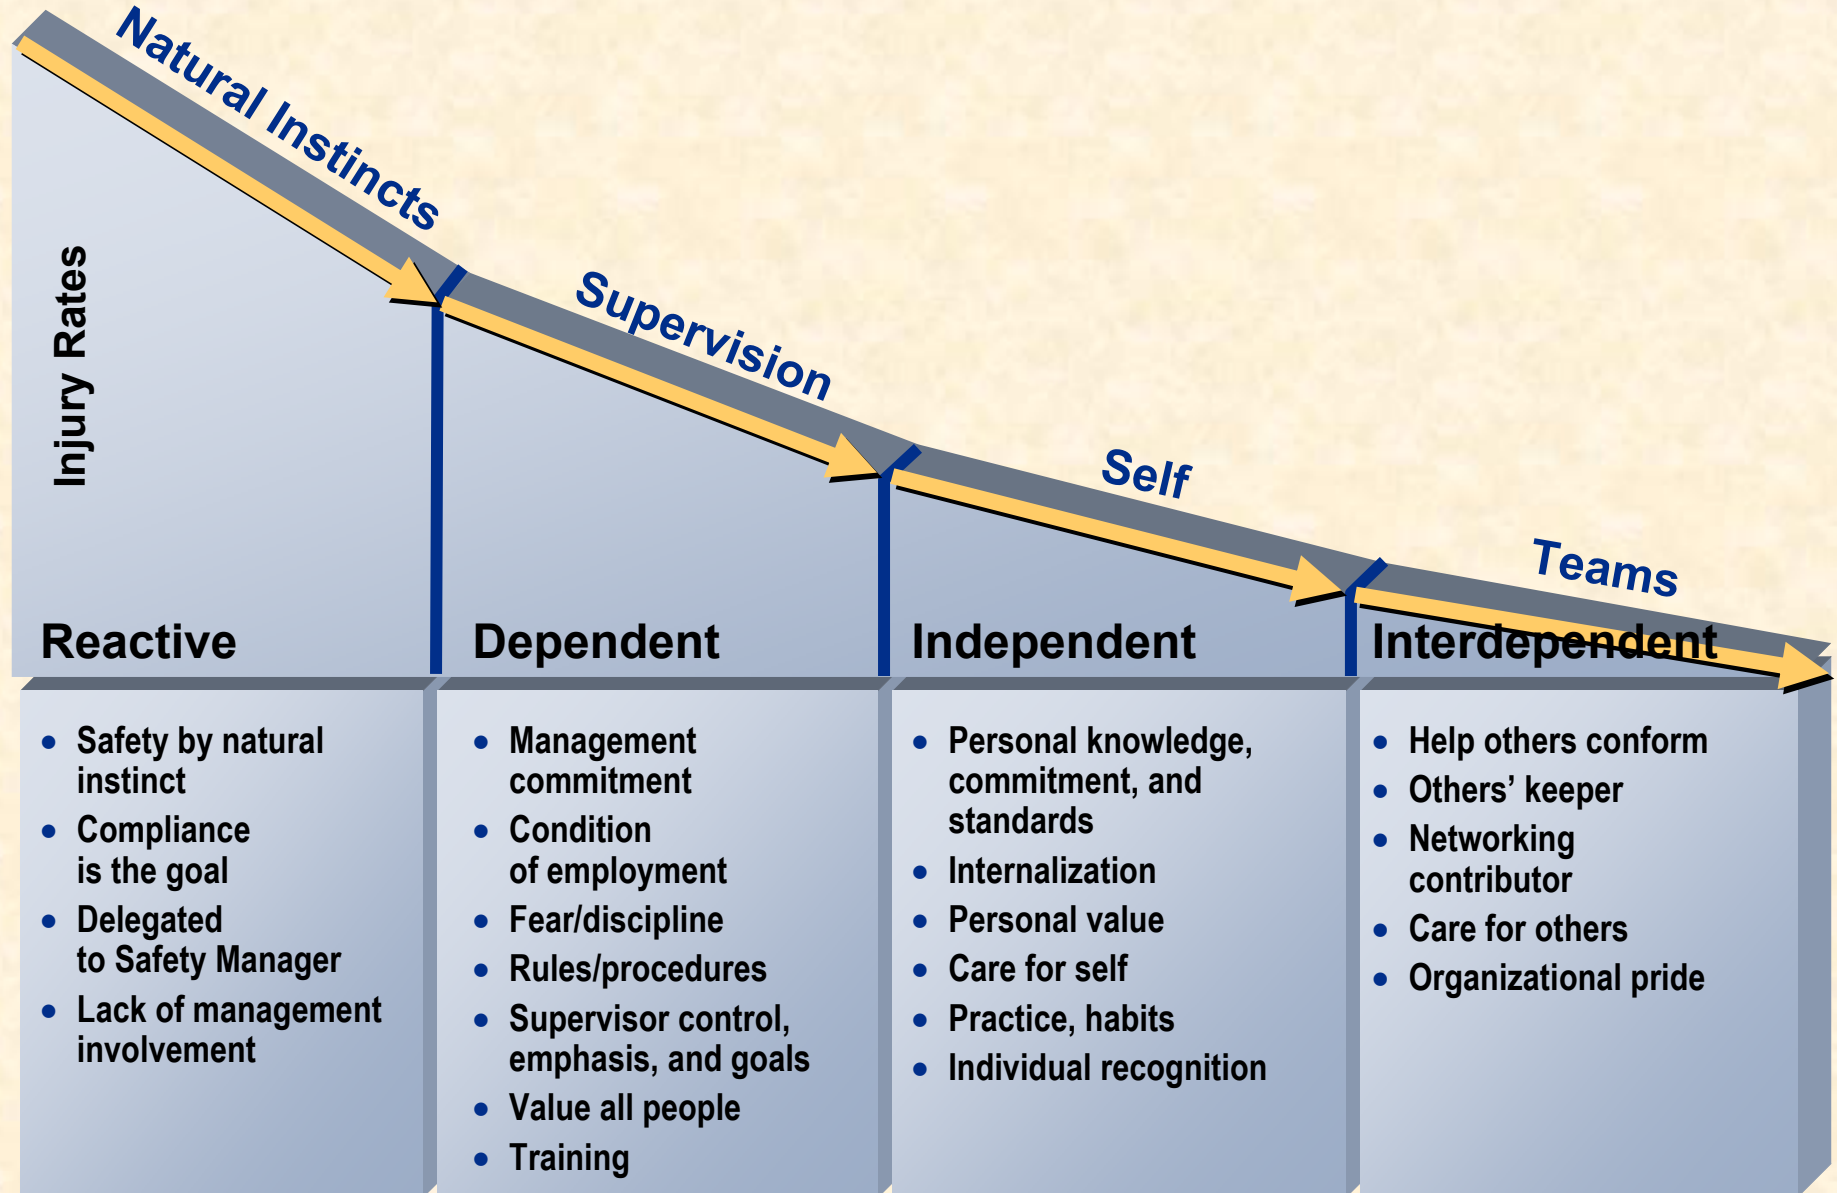 Natural Instincts
Supervision
Self
Teams
Injury Rates
Reactive
Dependent
Independent
Interdependent
• Safety by natural
instinct
• Compliance
is the goal
• Delegated
to Safety Manager
• Lack of management
involvement
• Management
commitment
• Condition
of employment
• Fear/discipline
• Rules/procedures
• Supervisor control,
emphasis, and goals
• Value all people
• Training
• Personal knowledge,
commitment, and
standards
• Internalization
• Personal value
• Care for self
• Practice, habits
• Individual recognition
• Help others conform
• Others’ keeper
• Networking
contributor
• Care for others
• Organizational pride